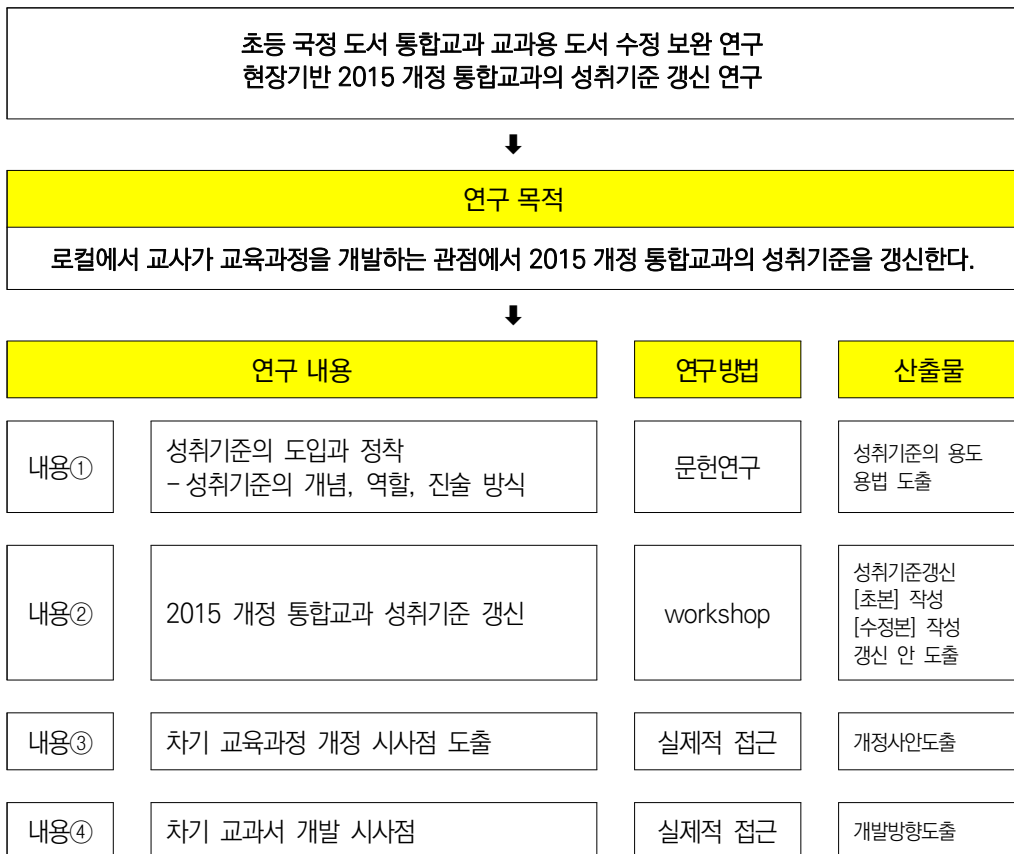 초등 국정 도서 통합교과 교과용 도서 수정 보완 연구
현장기반 2015 개정 통합교과의 성취기준 갱신 연구
⬇
연구 목적
로컬에서 교사가 교육과정을 개발하는 관점에서 2015 개정 통합교과의 성취기준을 갱신한다.
⬇
연구 내용
연구방법
산출물
내용①
성취기준의 도입과 정착
- 성취기준의 개념, 역할, 진술 방식
문헌연구
성취기준의 용도
용법 도출
내용②
2015 개정 통합교과 성취기준 갱신
workshop
성취기준갱신
[초본] 작성
[수정본] 작성
갱신 안 도출
내용③
차기 교육과정 개정 시사점 도출
실제적 접근
개정사안도출
내용④
차기 교과서 개발 시사점
실제적 접근
개발방향도출